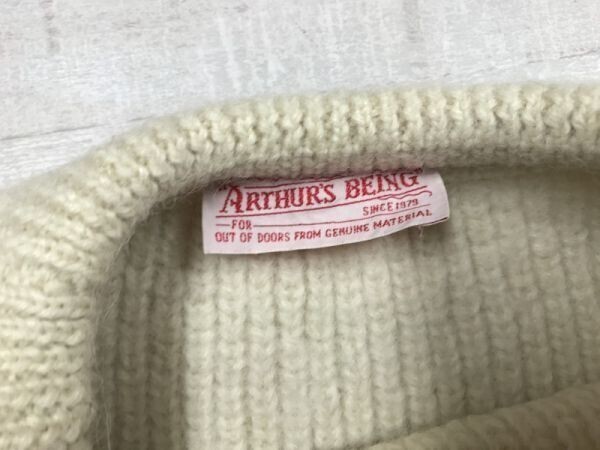 "ARTHUR'S BEING"
SINCE 1979
FOR
OUT OF DOORS FROM GENUINE MATERIAL